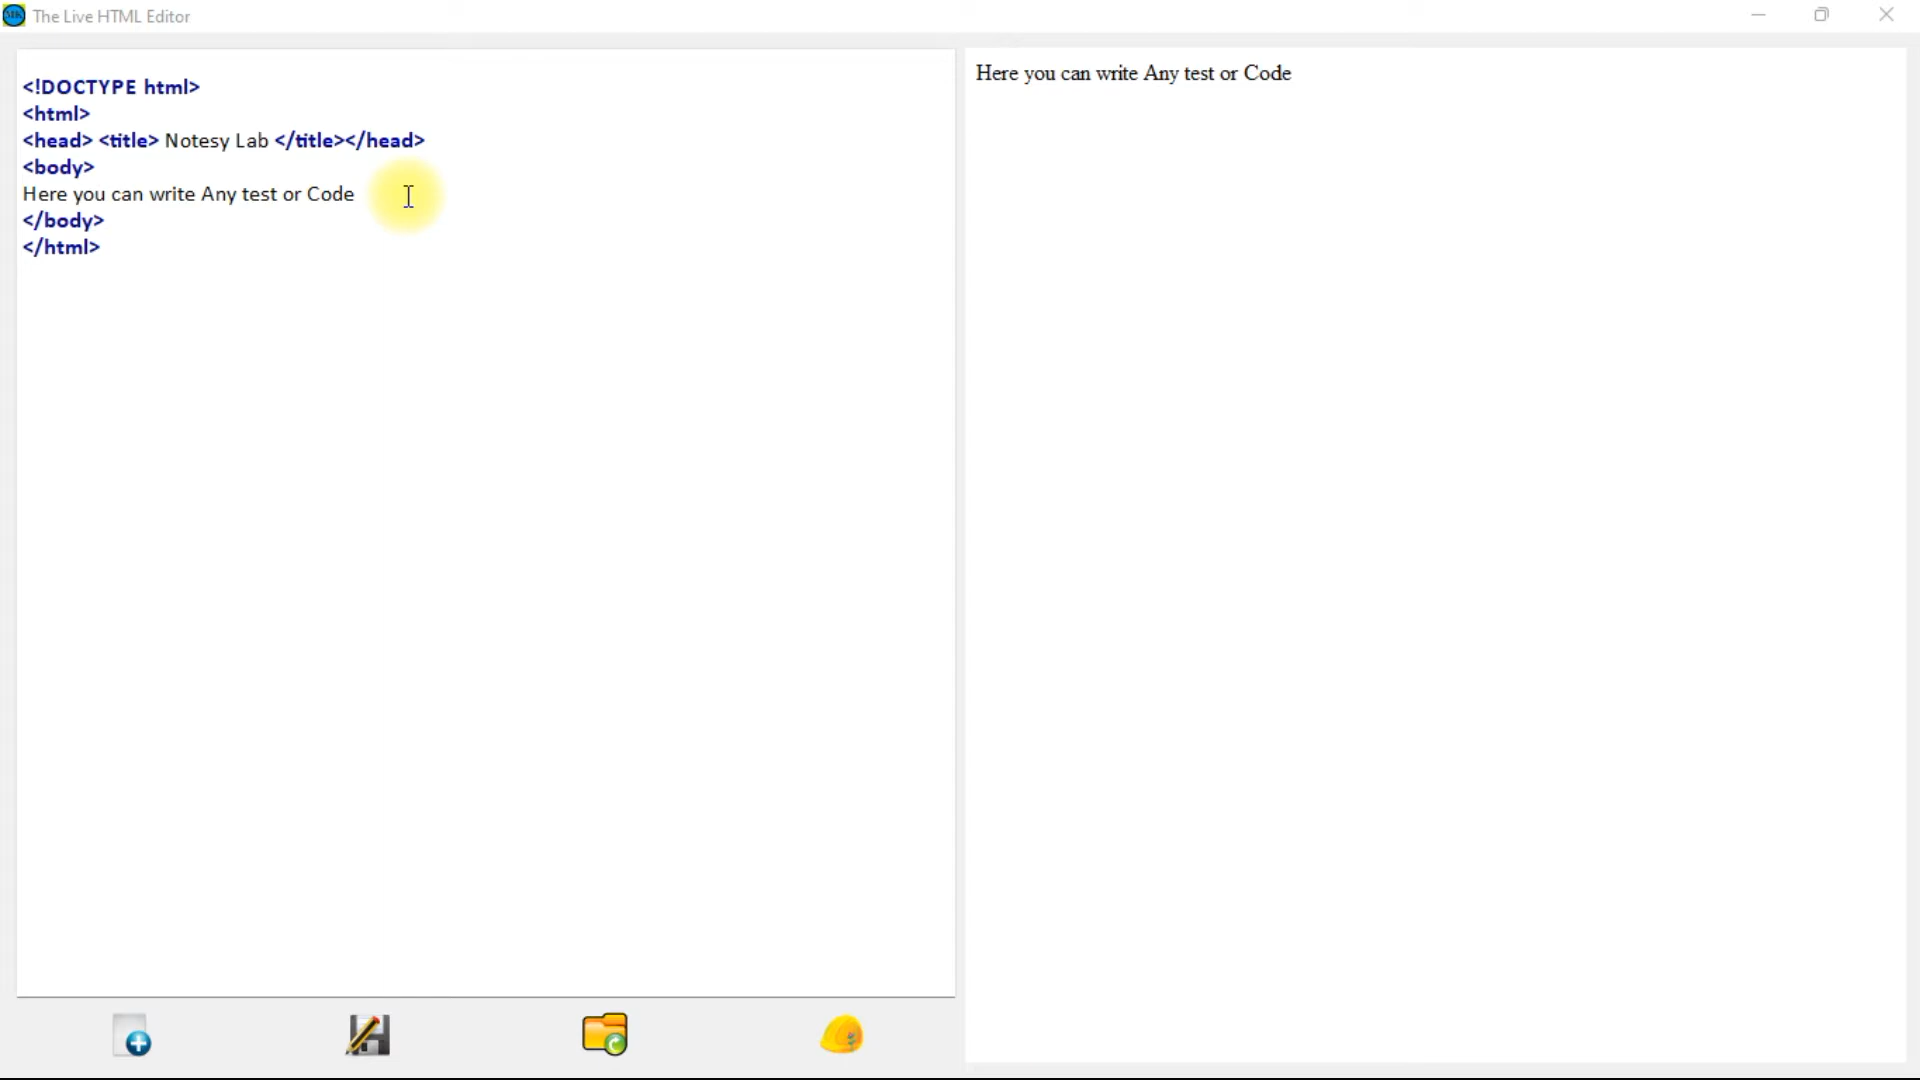 The Live HTML Editor
<!DOCTYPE html>
<html>
<head> <title> Notesy Lab </title></head>
<body>
Here you can write Any test or Code
</body>
</html>
Here you can write Any test or Code